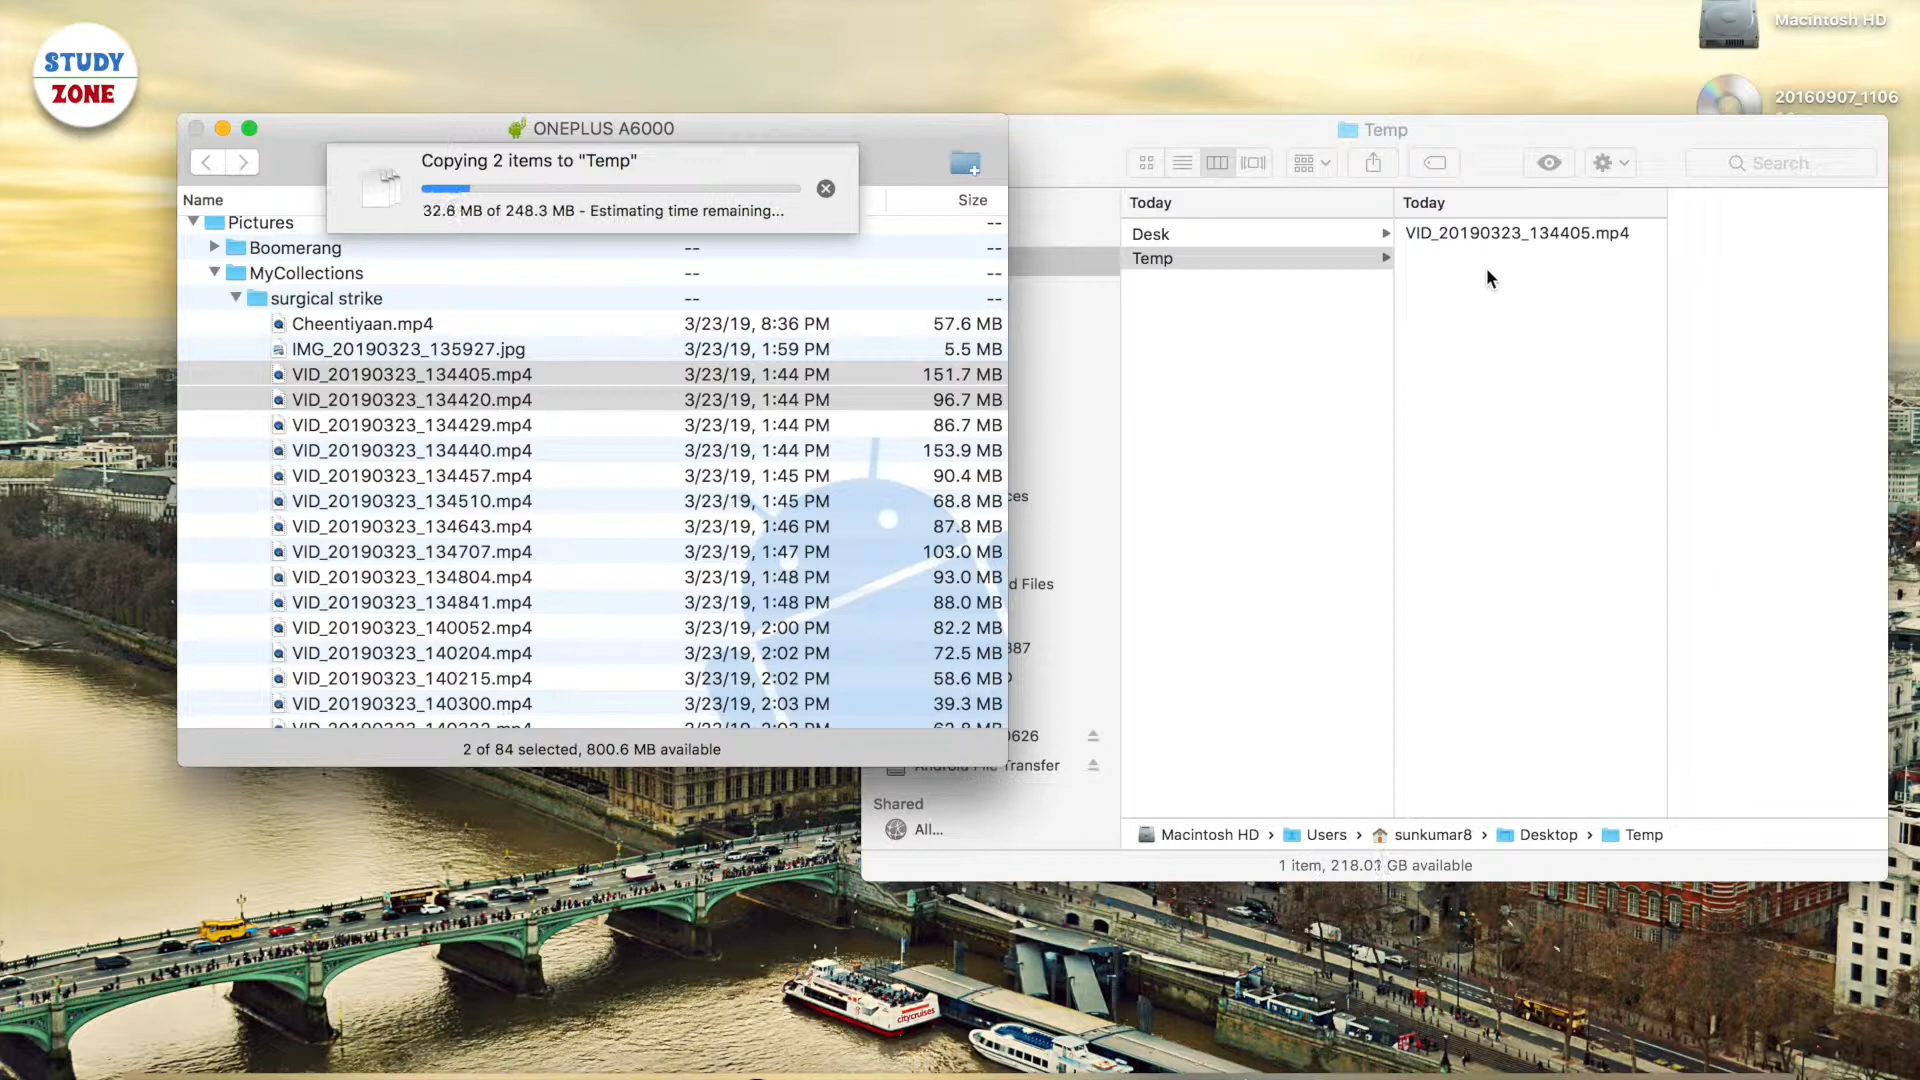 STUDY
ZONE
Macintosh HD
20160907_1106
ONEPLUS A6000
Copying 2 items to "Temp"
32.6 MB of 248.3 MB - Estimating time remaining...
Name
Size
Pictures --
Boomerang -- --
MyCollections -- --
surgical strike -- --
Cheentiyaan.mp4 3/23/19, 8:36 PM 57.6 MB
IMG_20190323_135927.jpg 3/23/19, 1:59 PM 5.5 MB
VID_20190323_134405.mp4 3/23/19, 1:44 PM 151.7 MB
VID_20190323_134420.mp4 3/23/19, 1:44 PM 96.7 MB
VID_20190323_134429.mp4 3/23/19, 1:44 PM 86.7 MB
VID_20190323_134440.mp4 3/23/19, 1:44 PM 153.9 MB
VID_20190323_134457.mp4 3/23/19, 1:45 PM 90.4 MB
VID_20190323_134510.mp4 3/23/19, 1:45 PM 68.8 MB
VID_20190323_134643.mp4 3/23/19, 1:46 PM 87.8 MB
VID_20190323_134707.mp4 3/23/19, 1:47 PM 103.0 MB
VID_20190323_134804.mp4 3/23/19, 1:48 PM 93.0 MB
VID_20190323_134841.mp4 3/23/19, 1:48 PM 88.0 MB
VID_20190323_140052.mp4 3/23/19, 2:00 PM 82.2 MB
VID_20190323_140204.mp4 3/23/19, 2:02 PM 72.5 MB
VID_20190323_140215.mp4 3/23/19, 2:02 PM 58.6 MB
VID_20190323_140300.mp4 3/23/19, 2:03 PM 39.3 MB
2 of 84 selected, 800.6 MB available
Temp
Search
Today
Today
Desk
VID_20190323_134405.mp4
Temp
ces
d Files
387
0626
Android File Transfer
Shared
All...
Macintosh HD › Users › sunkumar8 › Desktop › Temp
1 item, 218.01 GB available
citycruises